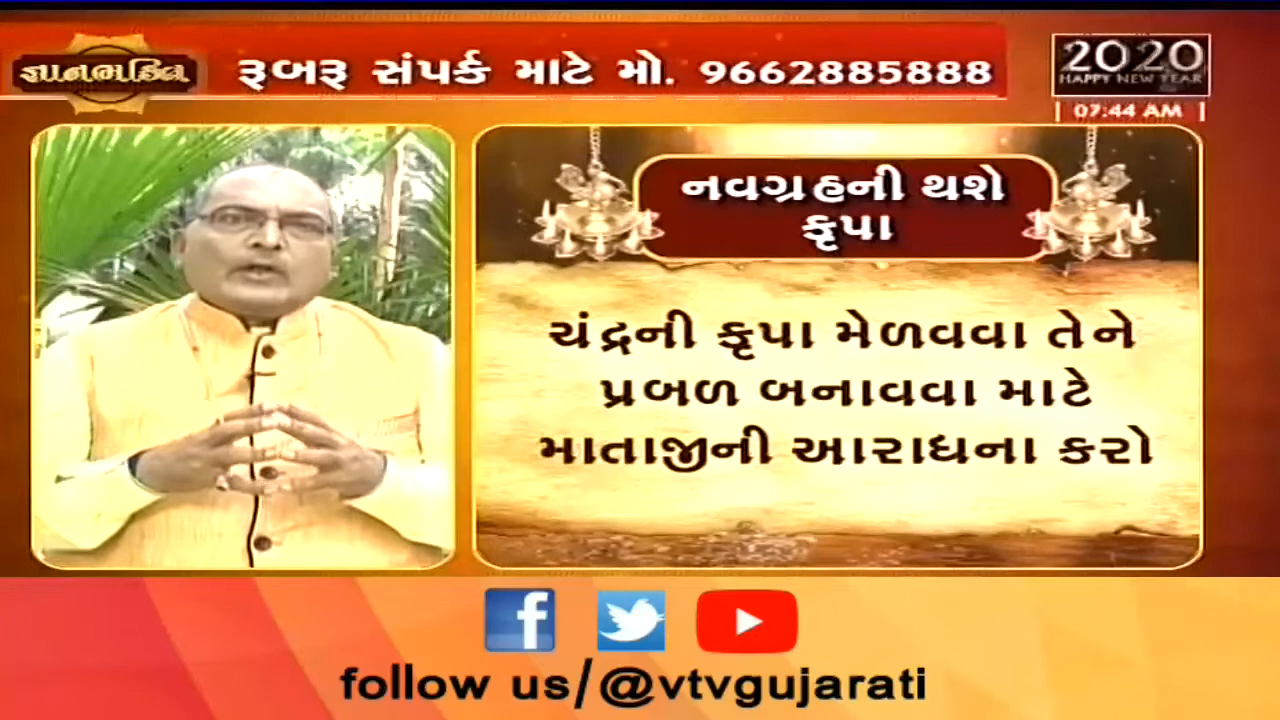 જ્ઞાનભક્તિ
રૂબરૂ સંપર્ક માટે મો. 9662885888
2020
HAPPY NEW YEAR
07:44 AM
નવગ્રહની થશે
કૃપા
ચંદ્રની કૃપા મેળવવા તેને
પ્રબળ બનાવવા માટે
માતાજીની આરાધના કરો
follow us/@vtvgujarati